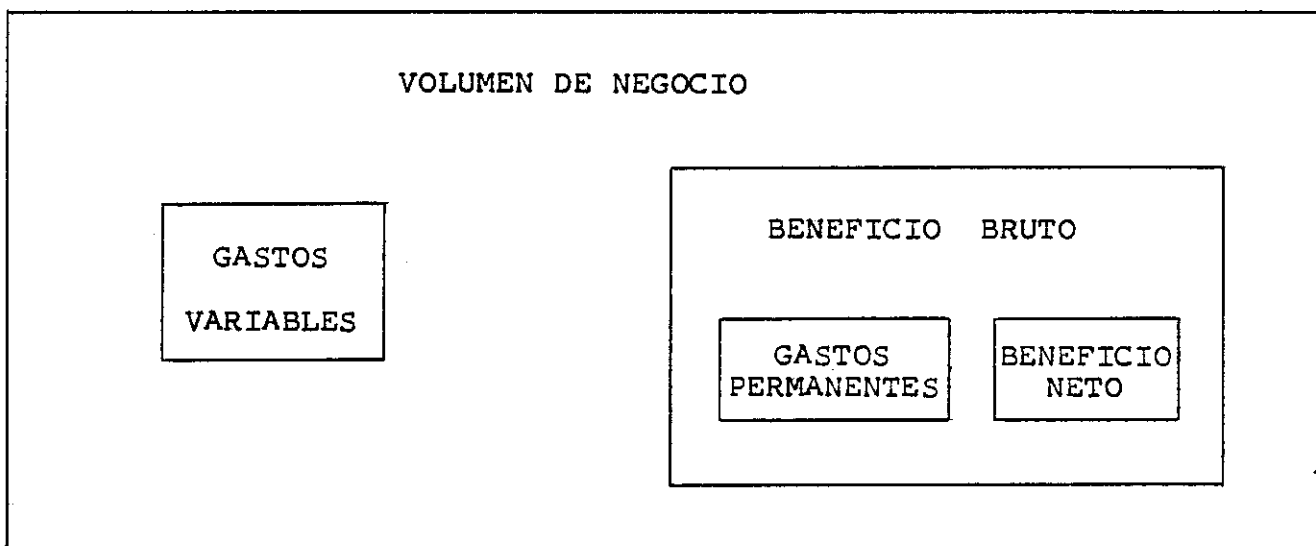 VOLUMEN DE NEGOCIO
GASTOS
VARIABLES
BENEFICIO BRUTO
GASTOS
PERMANENTES
BENEFICIO
NETO